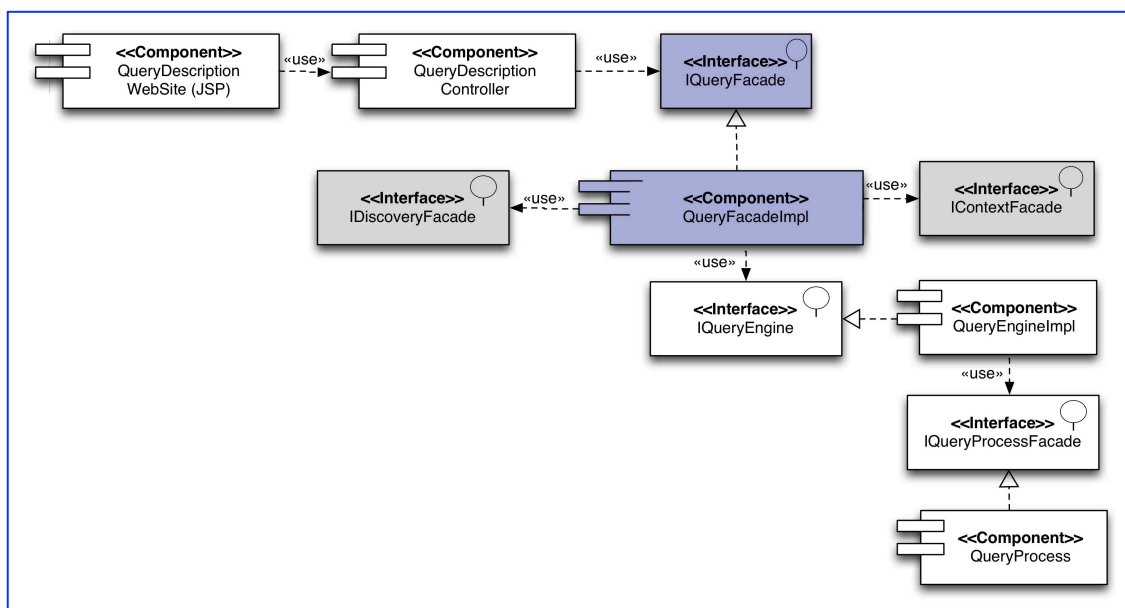 <<Component>>
QueryDescription
WebSite (JSP)
«use»
<<Component>>
QueryDescription
Controller
«use»
<<Interface>>
IQueryFacade
<<Interface>>
IDiscoveryFacade
«use»
<<Component>>
QueryFacadeImpl
«use»
<<Interface>>
IContextFacade
«use»
<<Interface>>
IQueryEngine
<<Component>>
QueryEngineImpl
«use»
<<Interface>>
IQueryProcessFacade
<<Component>>
QueryProcess